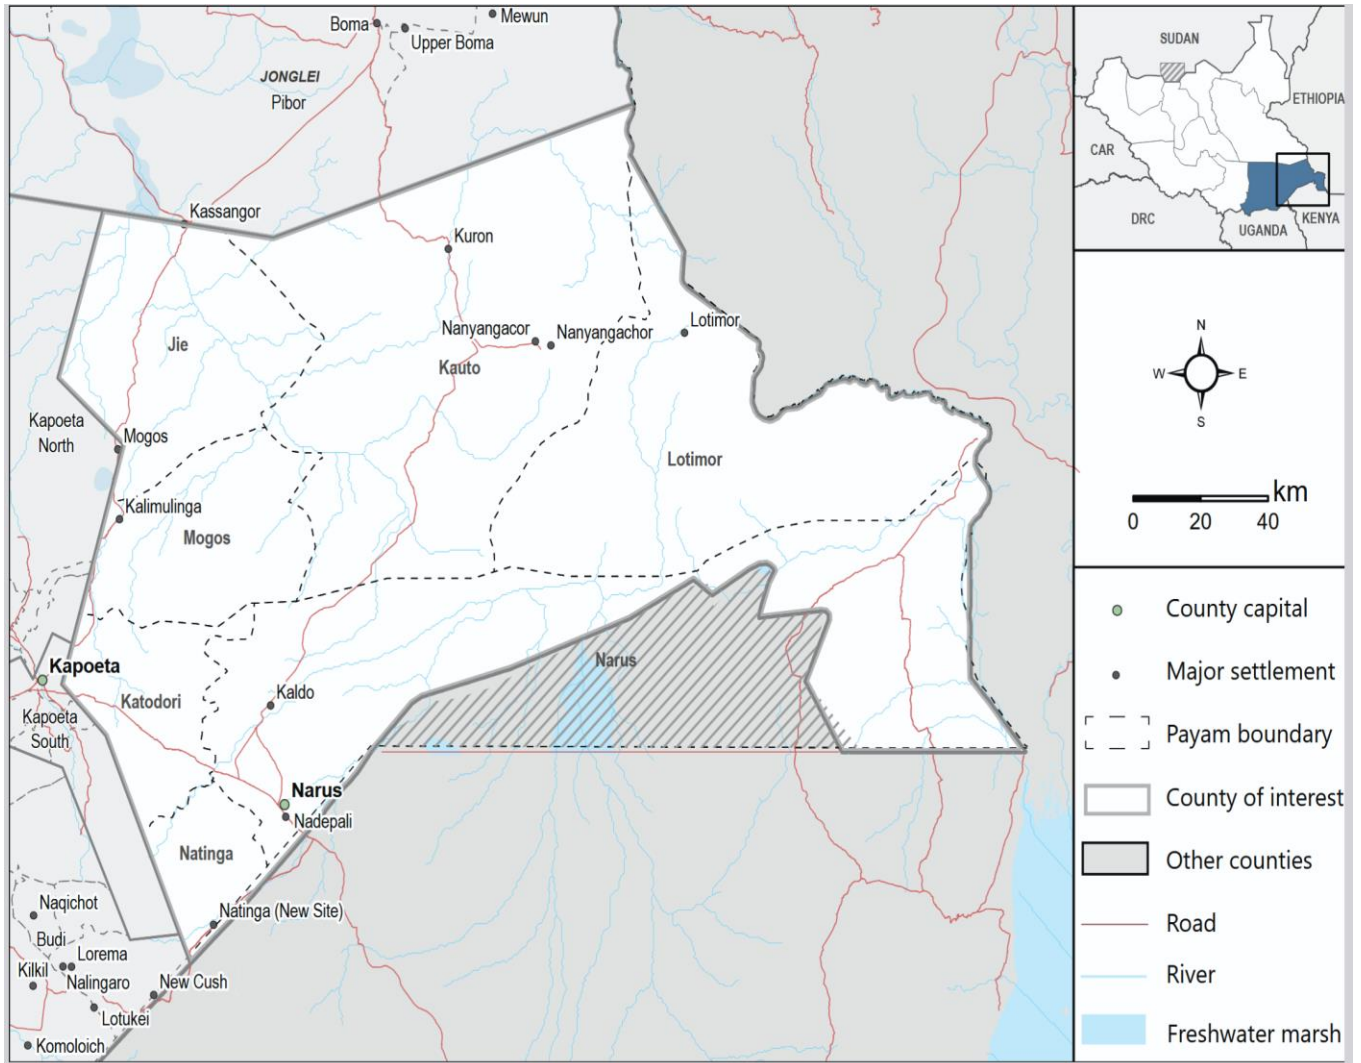 Boma
Mewun
Upper Boma
JONGLEI
Pibor
Kassangor
Kuron
Jie
Nanyangacor
Nanyangachor
Lotimor
Kauto
Kapoeta
North
Mogos
Lotimor
Kalimulinga
Mogos
Kapoeta
Narus
Katodori
Kaldo
Kapoeta
South
Narus
Nadepali
Natinga
Naqichot
Natinga (New Site)
Budi
Lorema
Kilkil
Nalingaro
New Cush
Lotukei
Komoloich
SUDAN
ETHIOPIA
CAR
DRC
UGANDA
KENYA
N
W
E
S
km
0
20
40
County capital
Major settlement
Payam boundary
County of interest
Other counties
Road
River
Freshwater marsh